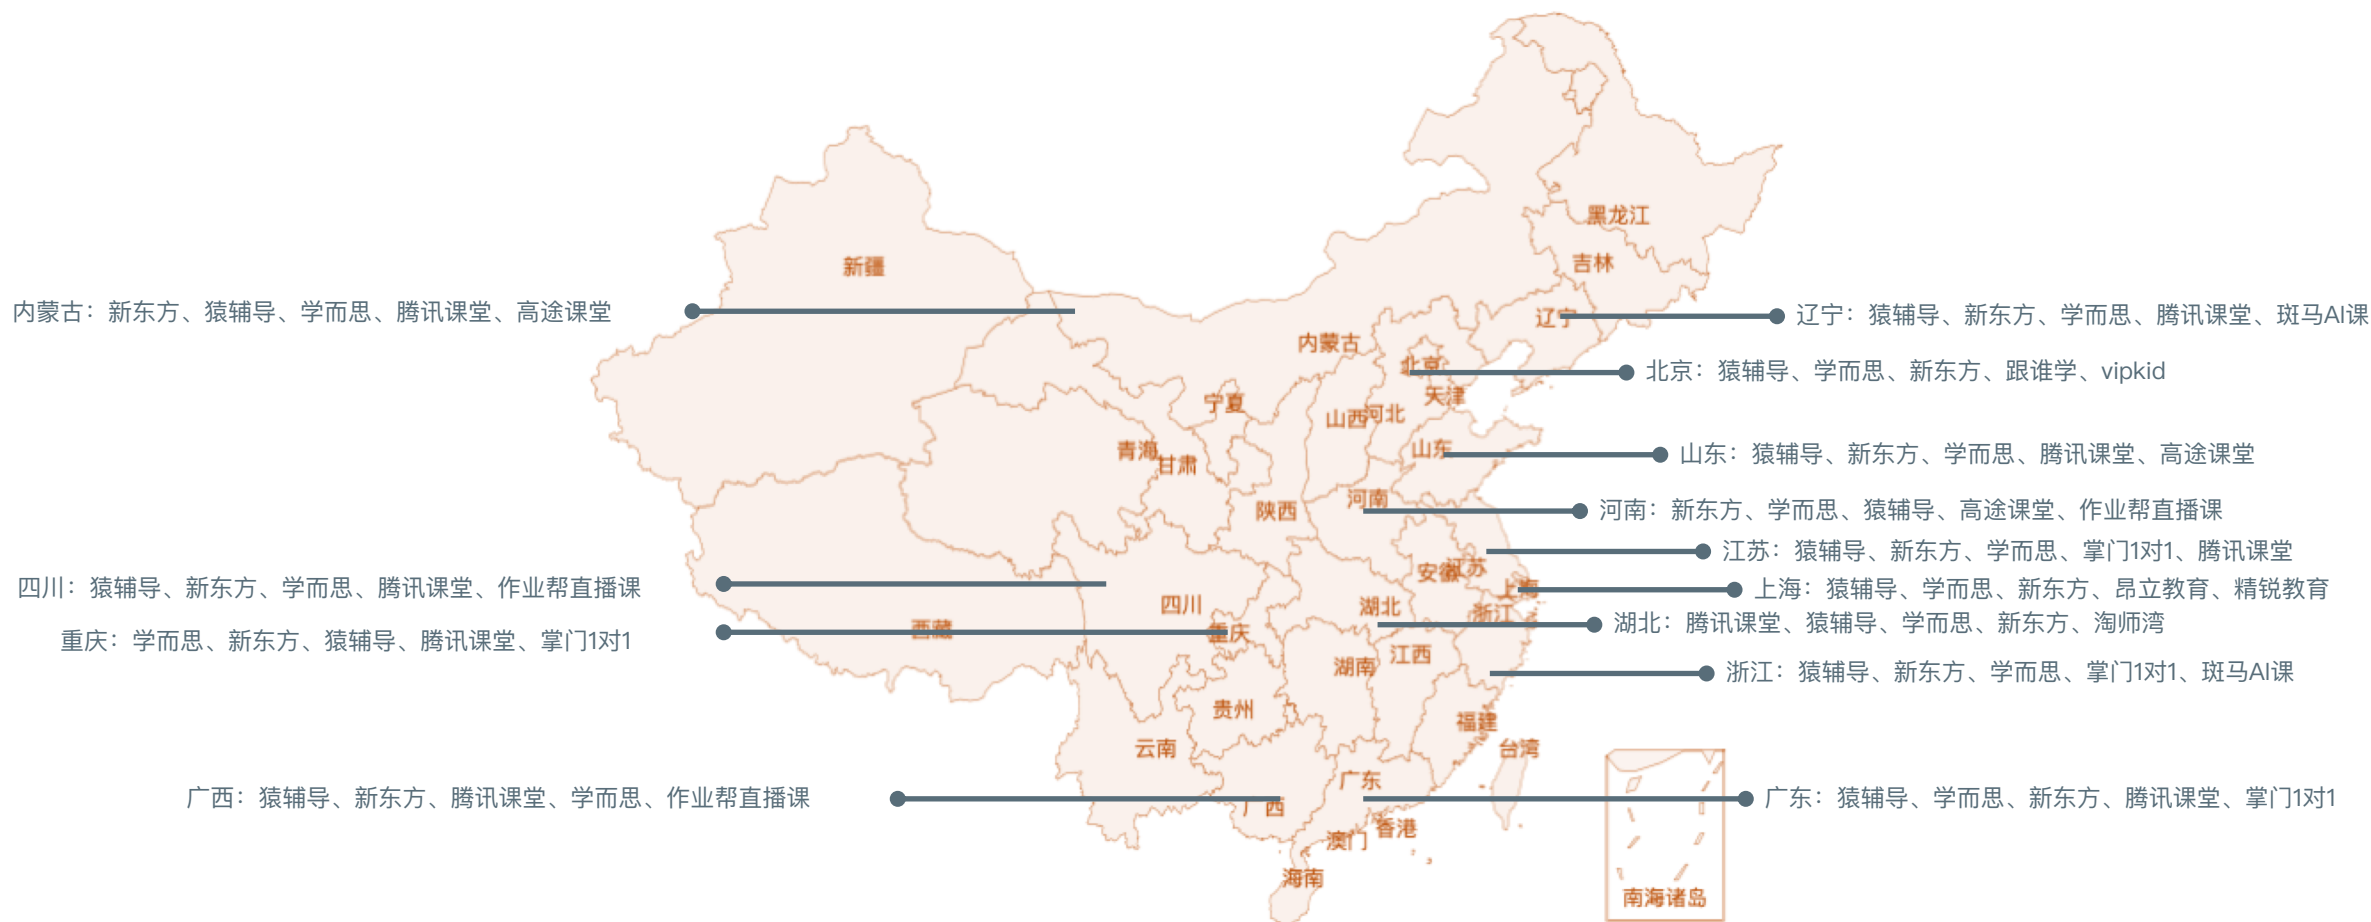 黑龙江
吉林
新疆
内蒙古：新东方、猿辅导、学而思、腾讯课堂、高途课堂
辽宁
辽宁：猿辅导、新东方、学而思、腾讯课堂、斑马AI课
内蒙古
北京
北京：猿辅导、学而思、新东方、跟谁学、vipkid
天津
宁夏
山西
河北
青海
甘肃
山东
山东：猿辅导、新东方、学而思、腾讯课堂、高途课堂
河南
陕西
河南：新东方、学而思、猿辅导、高途课堂、作业帮直播课
江苏：猿辅导、新东方、学而思、掌门1对1、腾讯课堂
安徽
江苏
四川：猿辅导、新东方、学而思、腾讯课堂、作业帮直播课
上海
上海：猿辅导、学而思、新东方、昂立教育、精锐教育
四川
湖北
浙江
湖北：腾讯课堂、猿辅导、学而思、新东方、淘师湾
西藏
重庆
重庆：学而思、新东方、猿辅导、腾讯课堂、掌门1对1
湖南
江西
浙江：猿辅导、新东方、学而思、掌门1对1、斑马AI课
贵州
福建
云南
台湾
广东
广西：猿辅导、新东方、腾讯课堂、学而思、作业帮直播课
广西
广东：猿辅导、学而思、新东方、腾讯课堂、掌门1对1
香港
澳门
海南
南海诸岛